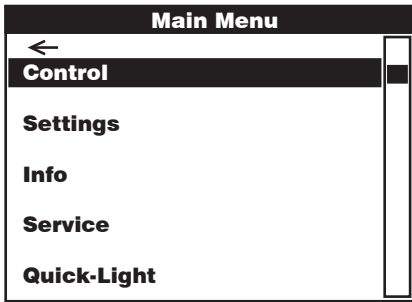 Main Menu
Control
Settings
Info
Service
Quick-Light